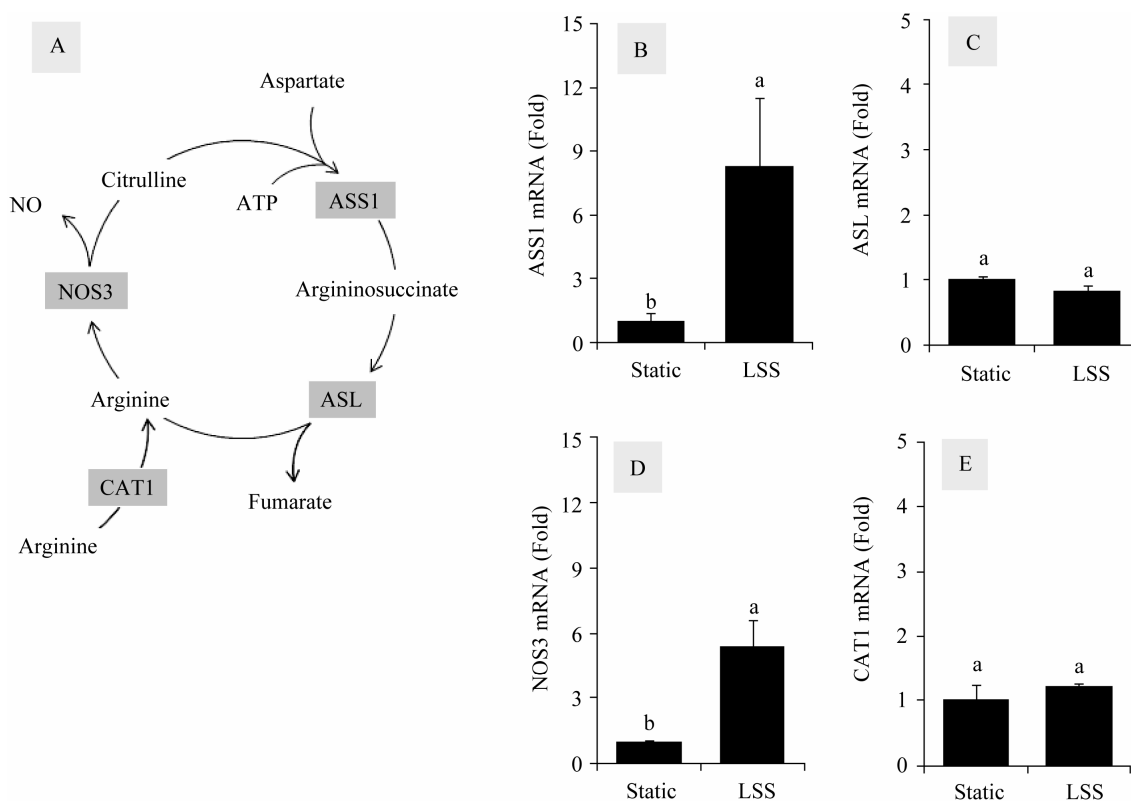 A
Aspartate
Citrulline
ATP
ASS1
NO
NOS3
Argininosuccinate
Arginine
ASL
CAT1
Fumarate
Arginine
B
ASS1 mRNA (Fold)
15
12
9
6
3
0
b
a
Static
LSS
C
ASL mRNA (Fold)
5
4
3
2
1
0
a
a
Static
LSS
D
NOS3 mRNA (Fold)
15
12
9
6
3
0
b
a
Static
LSS
E
CAT1 mRNA (Fold)
5
4
3
2
1
0
a
a
Static
LSS